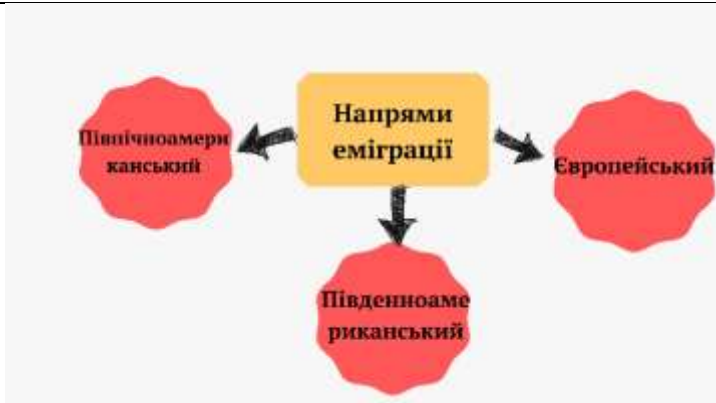 Напрями
еміграції
Північноамери
канський
Європейський
Південноаме
риканський